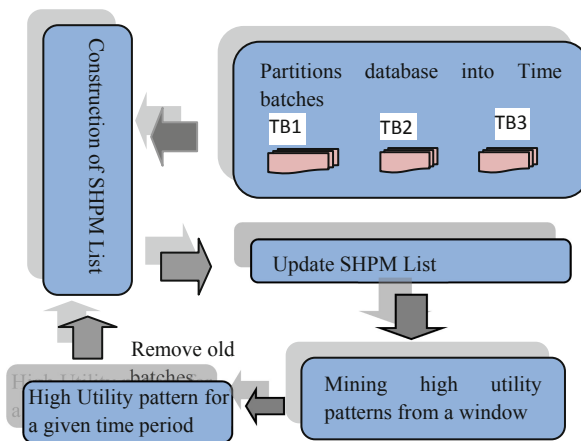 Construction of SHPM List
Partitions database into Time
batches
TB1
TB2
TB3
Update SHPM List
Remove old
batches
Mining high utility
patterns from a window
High Utility pattern for
a given time period